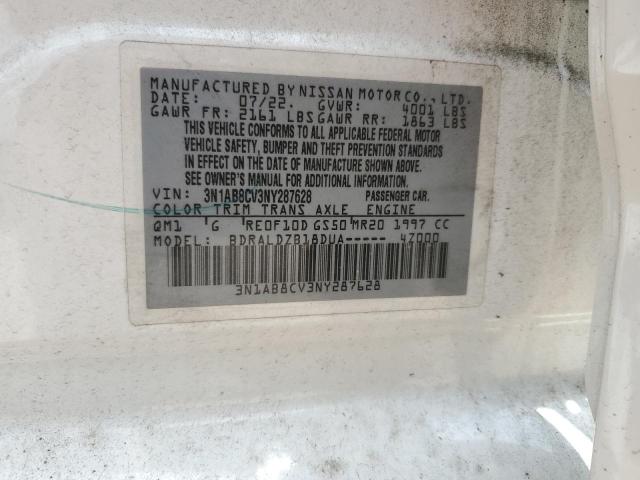 MANUFACTURED BY NISSAN MOTOR CO., LTD.
DATE: 07/22. GVWR: 4001 LBS
GAWR FR: 2161 LBS GAWR RR: 1863 LBS
THIS VEHICLE CONFORMS TO ALL APPLICABLE FEDERAL MOTOR
VEHICLE SAFETY, BUMPER AND THEFT PREVENTION STANDARDS
IN EFFECT ON THE DATE OF MANUFACTURE SHOWN ABOVE.
SEE OWNER'S MANUAL FOR ADDITIONAL INFORMATION.
VIN: 3N1AB8CV3NY287628 PASSENGER CAR.
COLOR TRIM TRANS AXLE ENGINE
QM1 G RE0F10D GS50 MR20 1997 CC
MODEL: BDRALDZB18DUA----- 4Z000
3N1AB8CV3NY287628